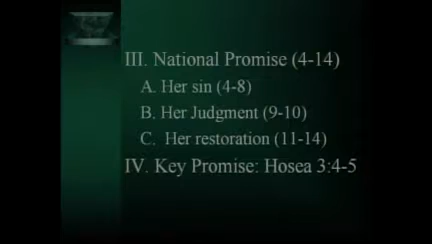 III. National Promise (4-14)
A. Her sin (4-8)
B. Her Judgment (9-10)
C. Her restoration (11-14)
IV. Key Promise: Hosea 3:4-5